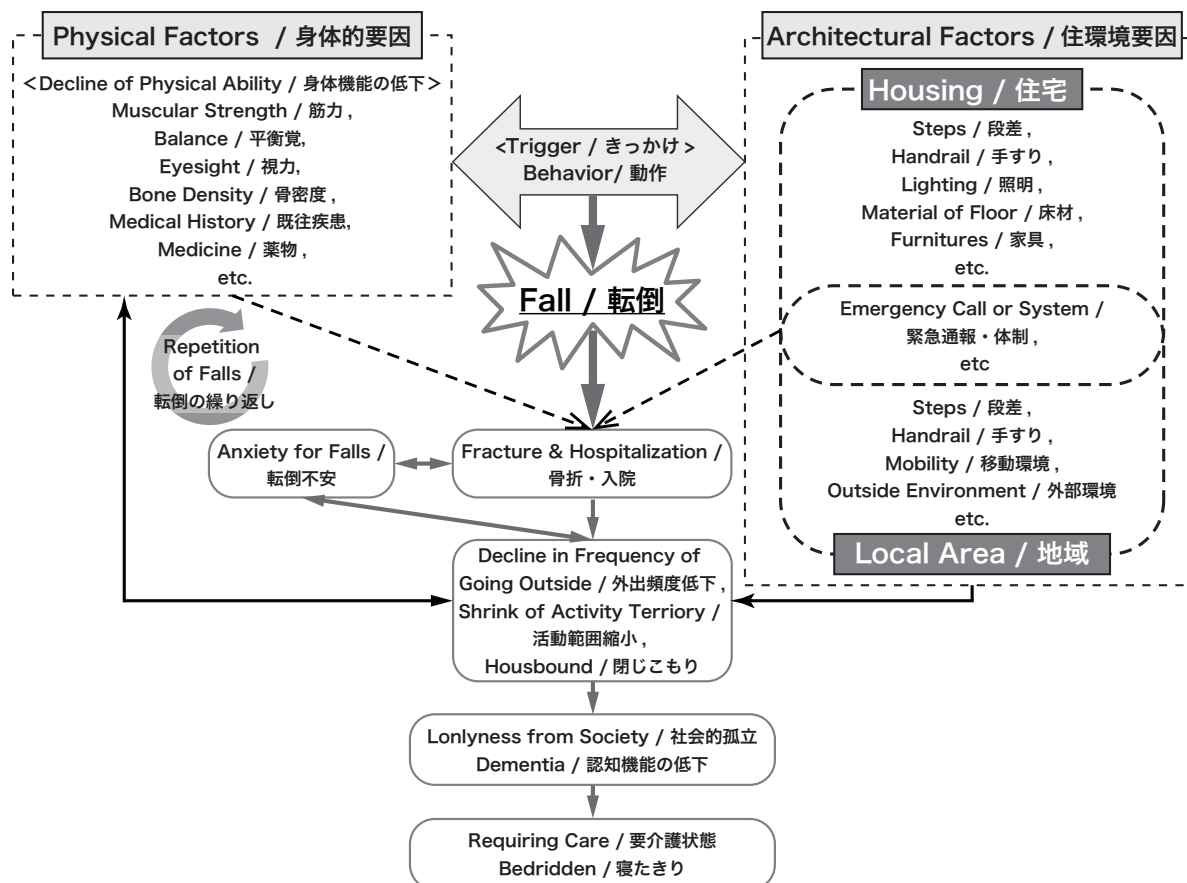 Physical Factors / 身体的要因
<Decline of Physical Ability / 身体機能の低下>
Muscular Strength / 筋力 ,
Balance / 平衡覚,
Eyesight / 視力,
Bone Density / 骨密度 ,
Medical History / 既往疾患,
Medicine / 薬物 ,
etc.
<Trigger / きっかけ >
Behavior/ 動作
Fall / 転倒
Architectural Factors / 住環境要因
Housing / 住宅
Steps / 段差 ,
Handrail / 手すり ,
Lighting / 照明 ,
Material of Floor / 床材 ,
Furnitures / 家具 ,
etc.
Emergency Call or System /
緊急通報・体制 ,
etc
Steps / 段差 ,
Handrail / 手すり ,
Mobility / 移動環境 ,
Outside Environment / 外部環境
etc.
Local Area / 地域
Repetition
of Falls /
転倒の繰り返し
Anxiety for Falls /
転倒不安
Fracture & Hospitalization /
骨折・入院
Decline in Frequency of
Going Outside / 外出頻度低下 ,
Shrink of Activity Terriory /
活動範囲縮小 ,
Housbound / 閉じこもり
Lonlyness from Society / 社会的孤立
Dementia / 認知機能の低下
Requiring Care / 要介護状態
Bedridden / 寝たきり